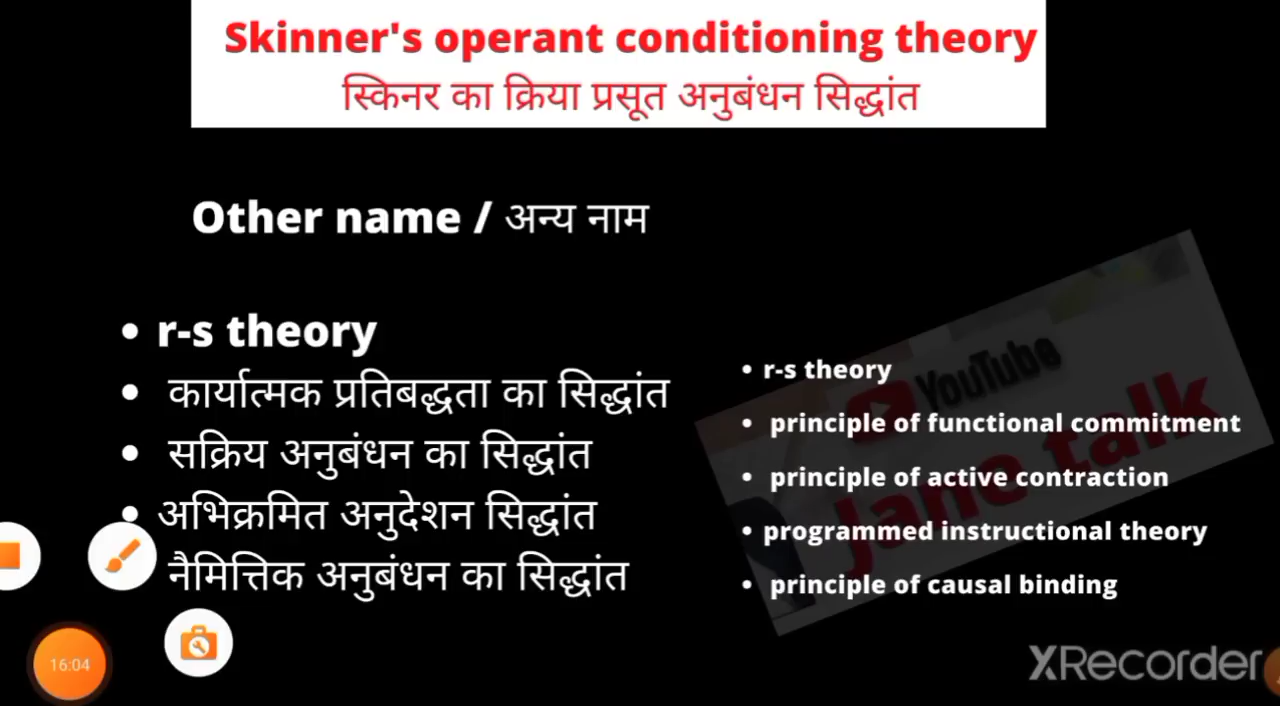 Skinner's operant conditioning theory
स्किनर का क्रिया प्रसूत अनुबंधन सिद्धांत
Other name / अन्य नाम
• r-s theory
• कार्यात्मक प्रतिबद्धता का सिद्धांत
• सक्रिय अनुबंधन का सिद्धांत
• अभिक्रमित अनुदेशन सिद्धांत
नैमित्तिक अनुबंधन का सिद्धांत
• r-s theory
• principle of functional commitment
• principle of active contraction
• programmed instructional theory
• principle of causal binding
YouTube
Jane talk
16:04
XRecorder